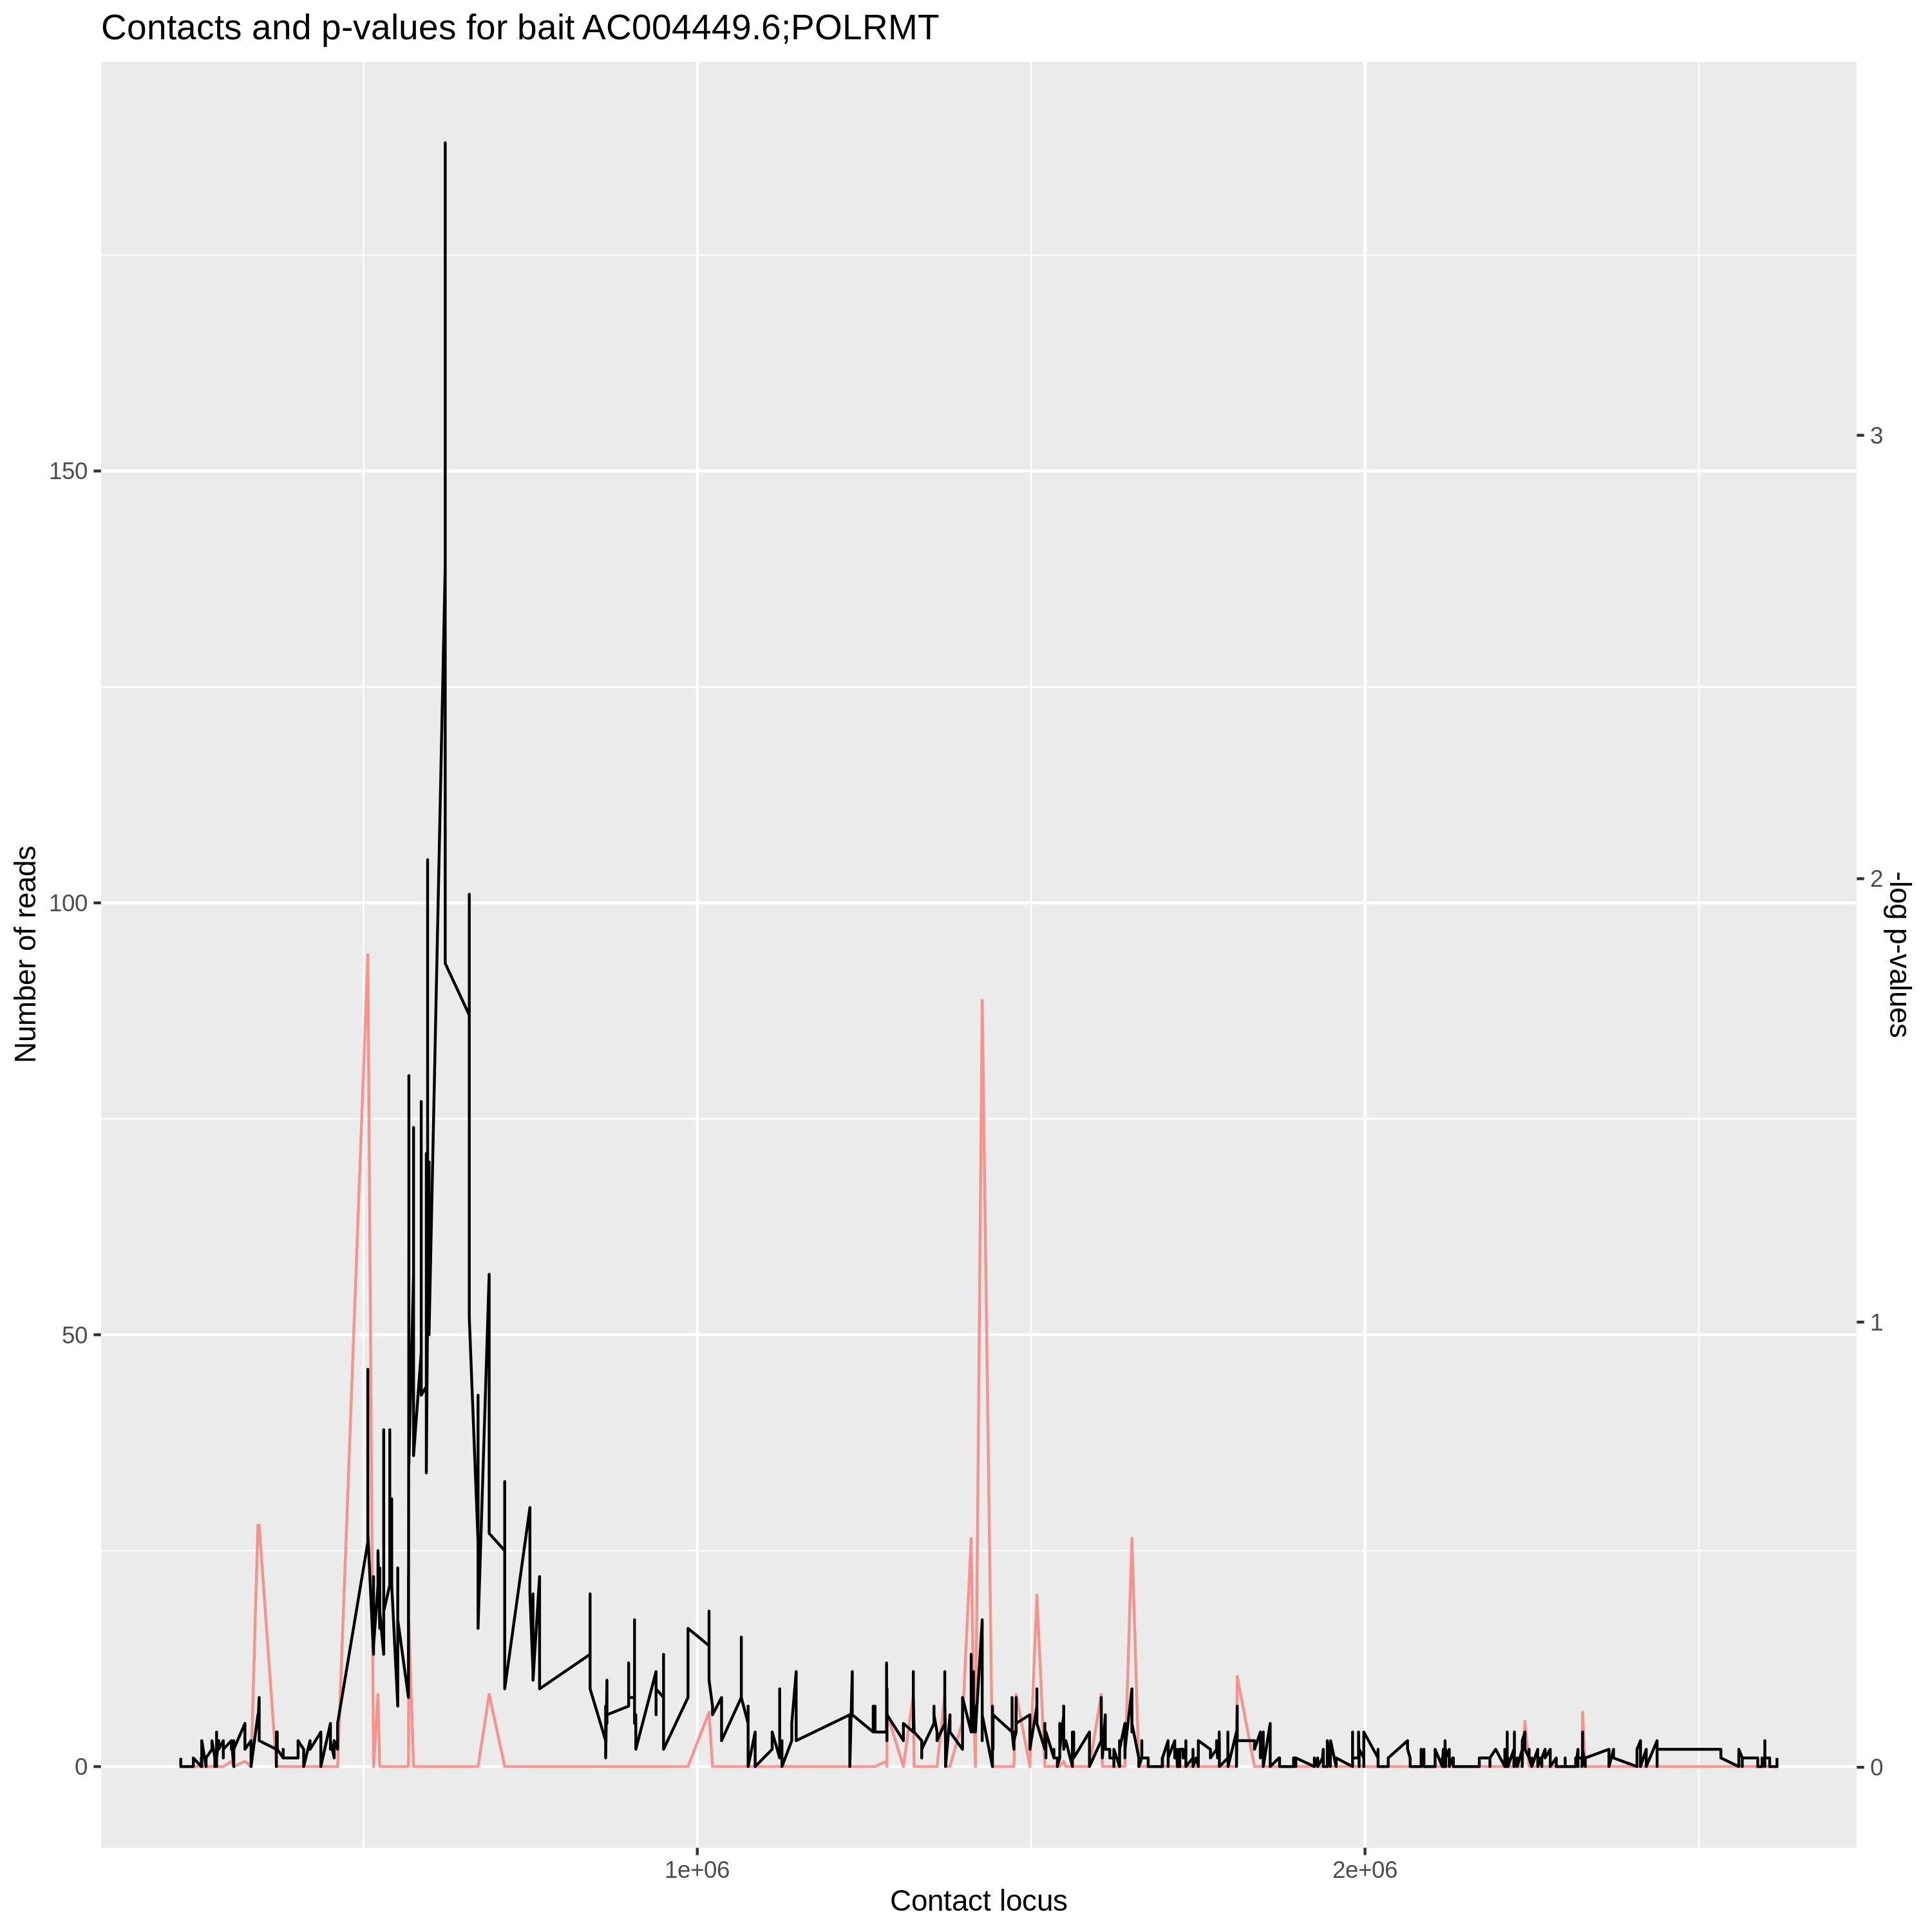 Contacts and p-values for bait AC004449.6;POLRMT
Number of reads
150
100
50
0
3
2
1
0
-log p-values
1e+06
2e+06
Contact locus